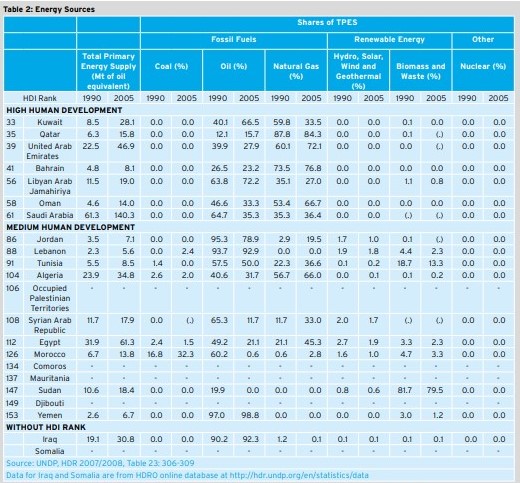 Table 2: Energy Sources
Shares of TPES
Fossil Fuels Renewable Energy Other
Total Primary Energy Supply (Mt of oil equivalent) Coal (%) Oil (%) Natural Gas (%) Hydro, Solar, Wind and Geothermal (%) Biomass and Waste (%) Nuclear (%)
HDI Rank 1990 2005 1990 2005 1990 2005 1990 2005 1990 2005 1990 2005 1990 2005
HIGH HUMAN DEVELOPMENT
33 Kuwait 8.5 28.1 0.0 0.0 40.1 66.5 59.8 33.5 0.0 0.0 0.1 0.0 0.0 0.0
35 Qatar 6.3 15.8 0.0 0.0 12.1 15.7 87.8 84.3 0.0 0.0 0.1 (.) 0.0 0.0
39 United Arab Emirates 22.5 46.9 0.0 0.0 39.9 27.9 60.1 72.1 0.0 0.0 0.0 (.) 0.0 0.0
41 Bahrain 4.8 8.1 0.0 0.0 26.5 23.2 73.5 76.8 0.0 0.0 0.0 0.0 0.0 0.0
56 Libyan Arab Jamahiriya 11.5 19.0 0.0 0.0 63.8 72.2 35.1 27.0 0.0 0.0 1.1 0.8 0.0 0.0
58 Oman 4.6 14.0 0.0 0.0 46.6 33.3 53.4 66.7 0.0 0.0 0.0 0.0 0.0 0.0
61 Saudi Arabia 61.3 140.3 0.0 0.0 64.7 35.3 35.3 36.4 0.0 0.0 (.) (.) 0.0 0.0
MEDIUM HUMAN DEVELOPMENT
86 Jordan 3.5 7.1 0.0 0.0 95.3 78.9 2.9 19.5 1.7 1.0 0.1 (.) 0.0 0.0
88 Lebanon 2.3 5.6 0.0 2.4 93.7 92.9 0.0 0.0 1.9 1.8 4.4 2.3 0.0 0.0
91 Tunisia 5.5 8.5 1.4 0.0 57.5 50.0 22.3 36.6 0.1 0.2 18.7 13.3 0.0 0.0
104 Algeria 23.9 34.8 2.6 2.0 40.6 31.7 56.7 66.0 0.0 0.1 0.1 0.2 0.0 0.0
106 Occupied Palestinian Territories - - - - - - - - - - - - - -
108 Syrian Arab Republic 11.7 17.9 0.0 (.) 65.3 11.7 11.7 33.0 2.0 1.7 (.) (.) 0.0 0.0
112 Egypt 31.9 61.3 2.4 1.5 49.2 21.1 21.1 45.3 2.7 1.9 3.3 2.3 0.0 0.0
126 Morocco 6.7 13.8 16.8 32.3 60.2 0.6 0.6 2.8 1.6 1.0 4.7 3.3 0.0 0.0
134 Comoros - - - - - - - - - - - - - -
137 Mauritania - - - - - - - - - - - - - -
147 Sudan 10.6 18.4 0.0 0.0 19.9 0.0 0.0 0.0 0.8 0.6 81.7 79.5 0.0 0.0
149 Djibouti - - - - - - - - - - - - - -
153 Yemen 2.6 6.7 0.0 0.0 97.0 98.8 0.0 0.0 0.0 0.0 3.0 1.2 0.0 0.0
WITHOUT HDI RANK
Iraq 19.1 30.8 0.0 0.0 90.2 92.3 1.2 0.1 0.1 0.1 0.1 0.1 0.0 0.0
Somalia - - - - - - - - - - - - - -
Source: UNDP, HDR 2007/2008, Table 23: 306-309
Data for Iraq and Somalia are from HDRO online database at http://hdr.undp.org/en/statistics/data